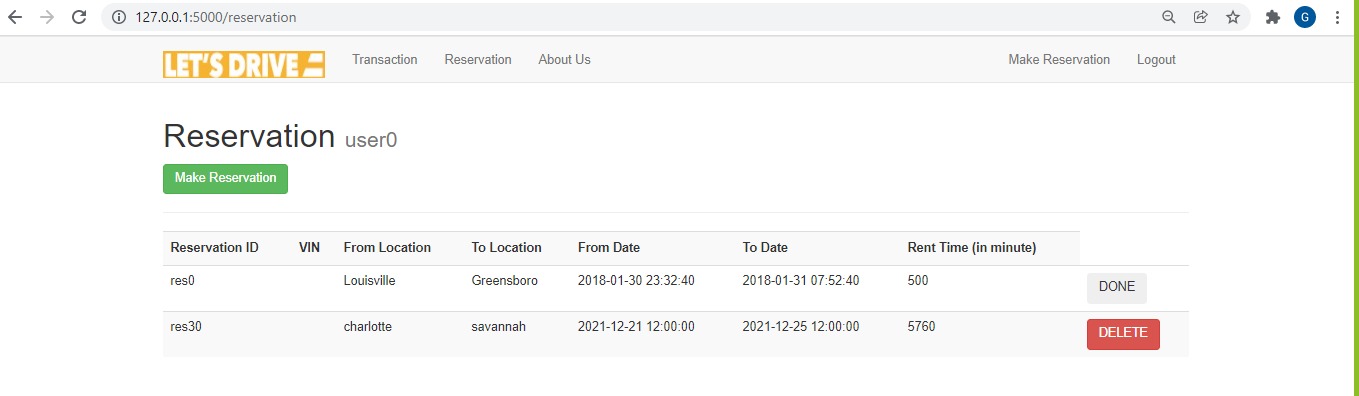 127.0.0.1:5000/reservation
G
LET'S DRIVE Transaction Reservation About Us Make Reservation Logout
Reservation user0
Make Reservation
Reservation ID VIN From Location To Location From Date To Date Rent Time (in minute)
res0 Louisville Greensboro 2018-01-30 23:32:40 2018-01-31 07:52:40 500 DONE
res30 charlotte savannah 2021-12-21 12:00:00 2021-12-25 12:00:00 5760 DELETE